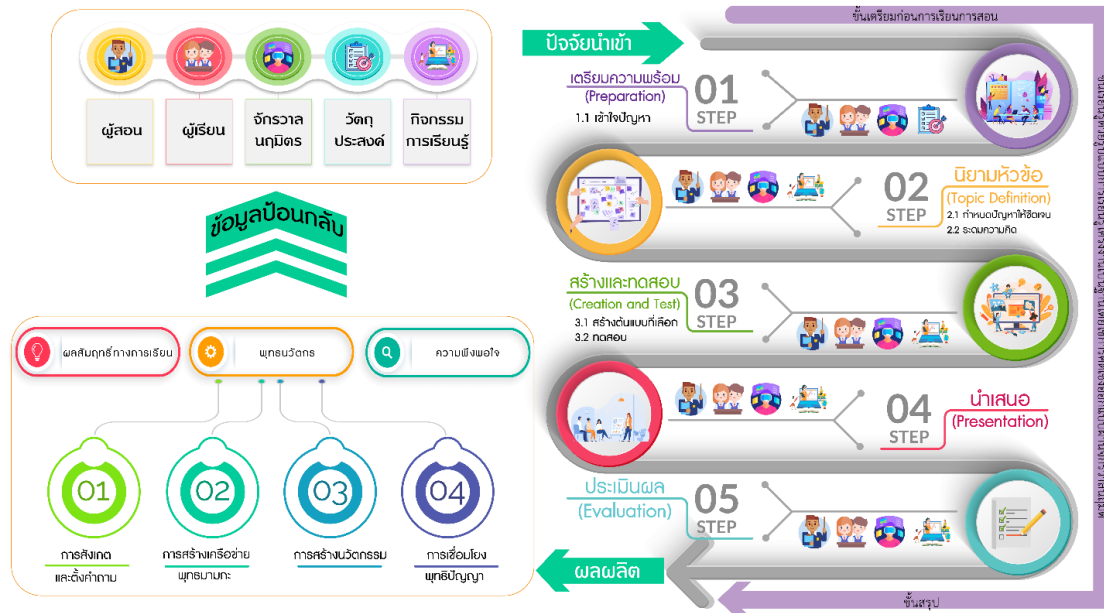 ผู้สอน
ผู้เรียน
จักรวาล
นฤมิตร
วัตถุ
ประสงค์
กิจกรรม
การเรียนรู้
ข้อมูลป้อนกลับ
ผลสัมฤทธิ์ทางการเรียน
พุทธนวัตกร
ความพึงพอใจ
01
02
03
04
การสังเกต
และตั้งคำถาม
การสร้างเครือข่าย
พุทธมามกะ
การสร้างนวัตกรรม
การเชื่อมโยง
พุทธิปัญญา
ปัจจัยนำเข้า
ขั้นเตรียมก่อนการเรียนการสอน
เตรียมความพร้อม
(Preparation)
1.1 เข้าใจปัญหา
01
STEP
02
STEP
นิยามหัวข้อ
(Topic Definition)
2.1 กำหนดปัญหาให้ชัดเจน
2.2 ระดมความคิด
สร้างและทดสอบ
(Creation and Test)
3.1 สร้างต้นแบบที่เลือก
3.2 ทดสอบ
03
STEP
04
STEP
นำเสนอ
(Presentation)
ประเมินผล
(Evaluation)
05
STEP
ผลผลิต
ขั้นสรุป